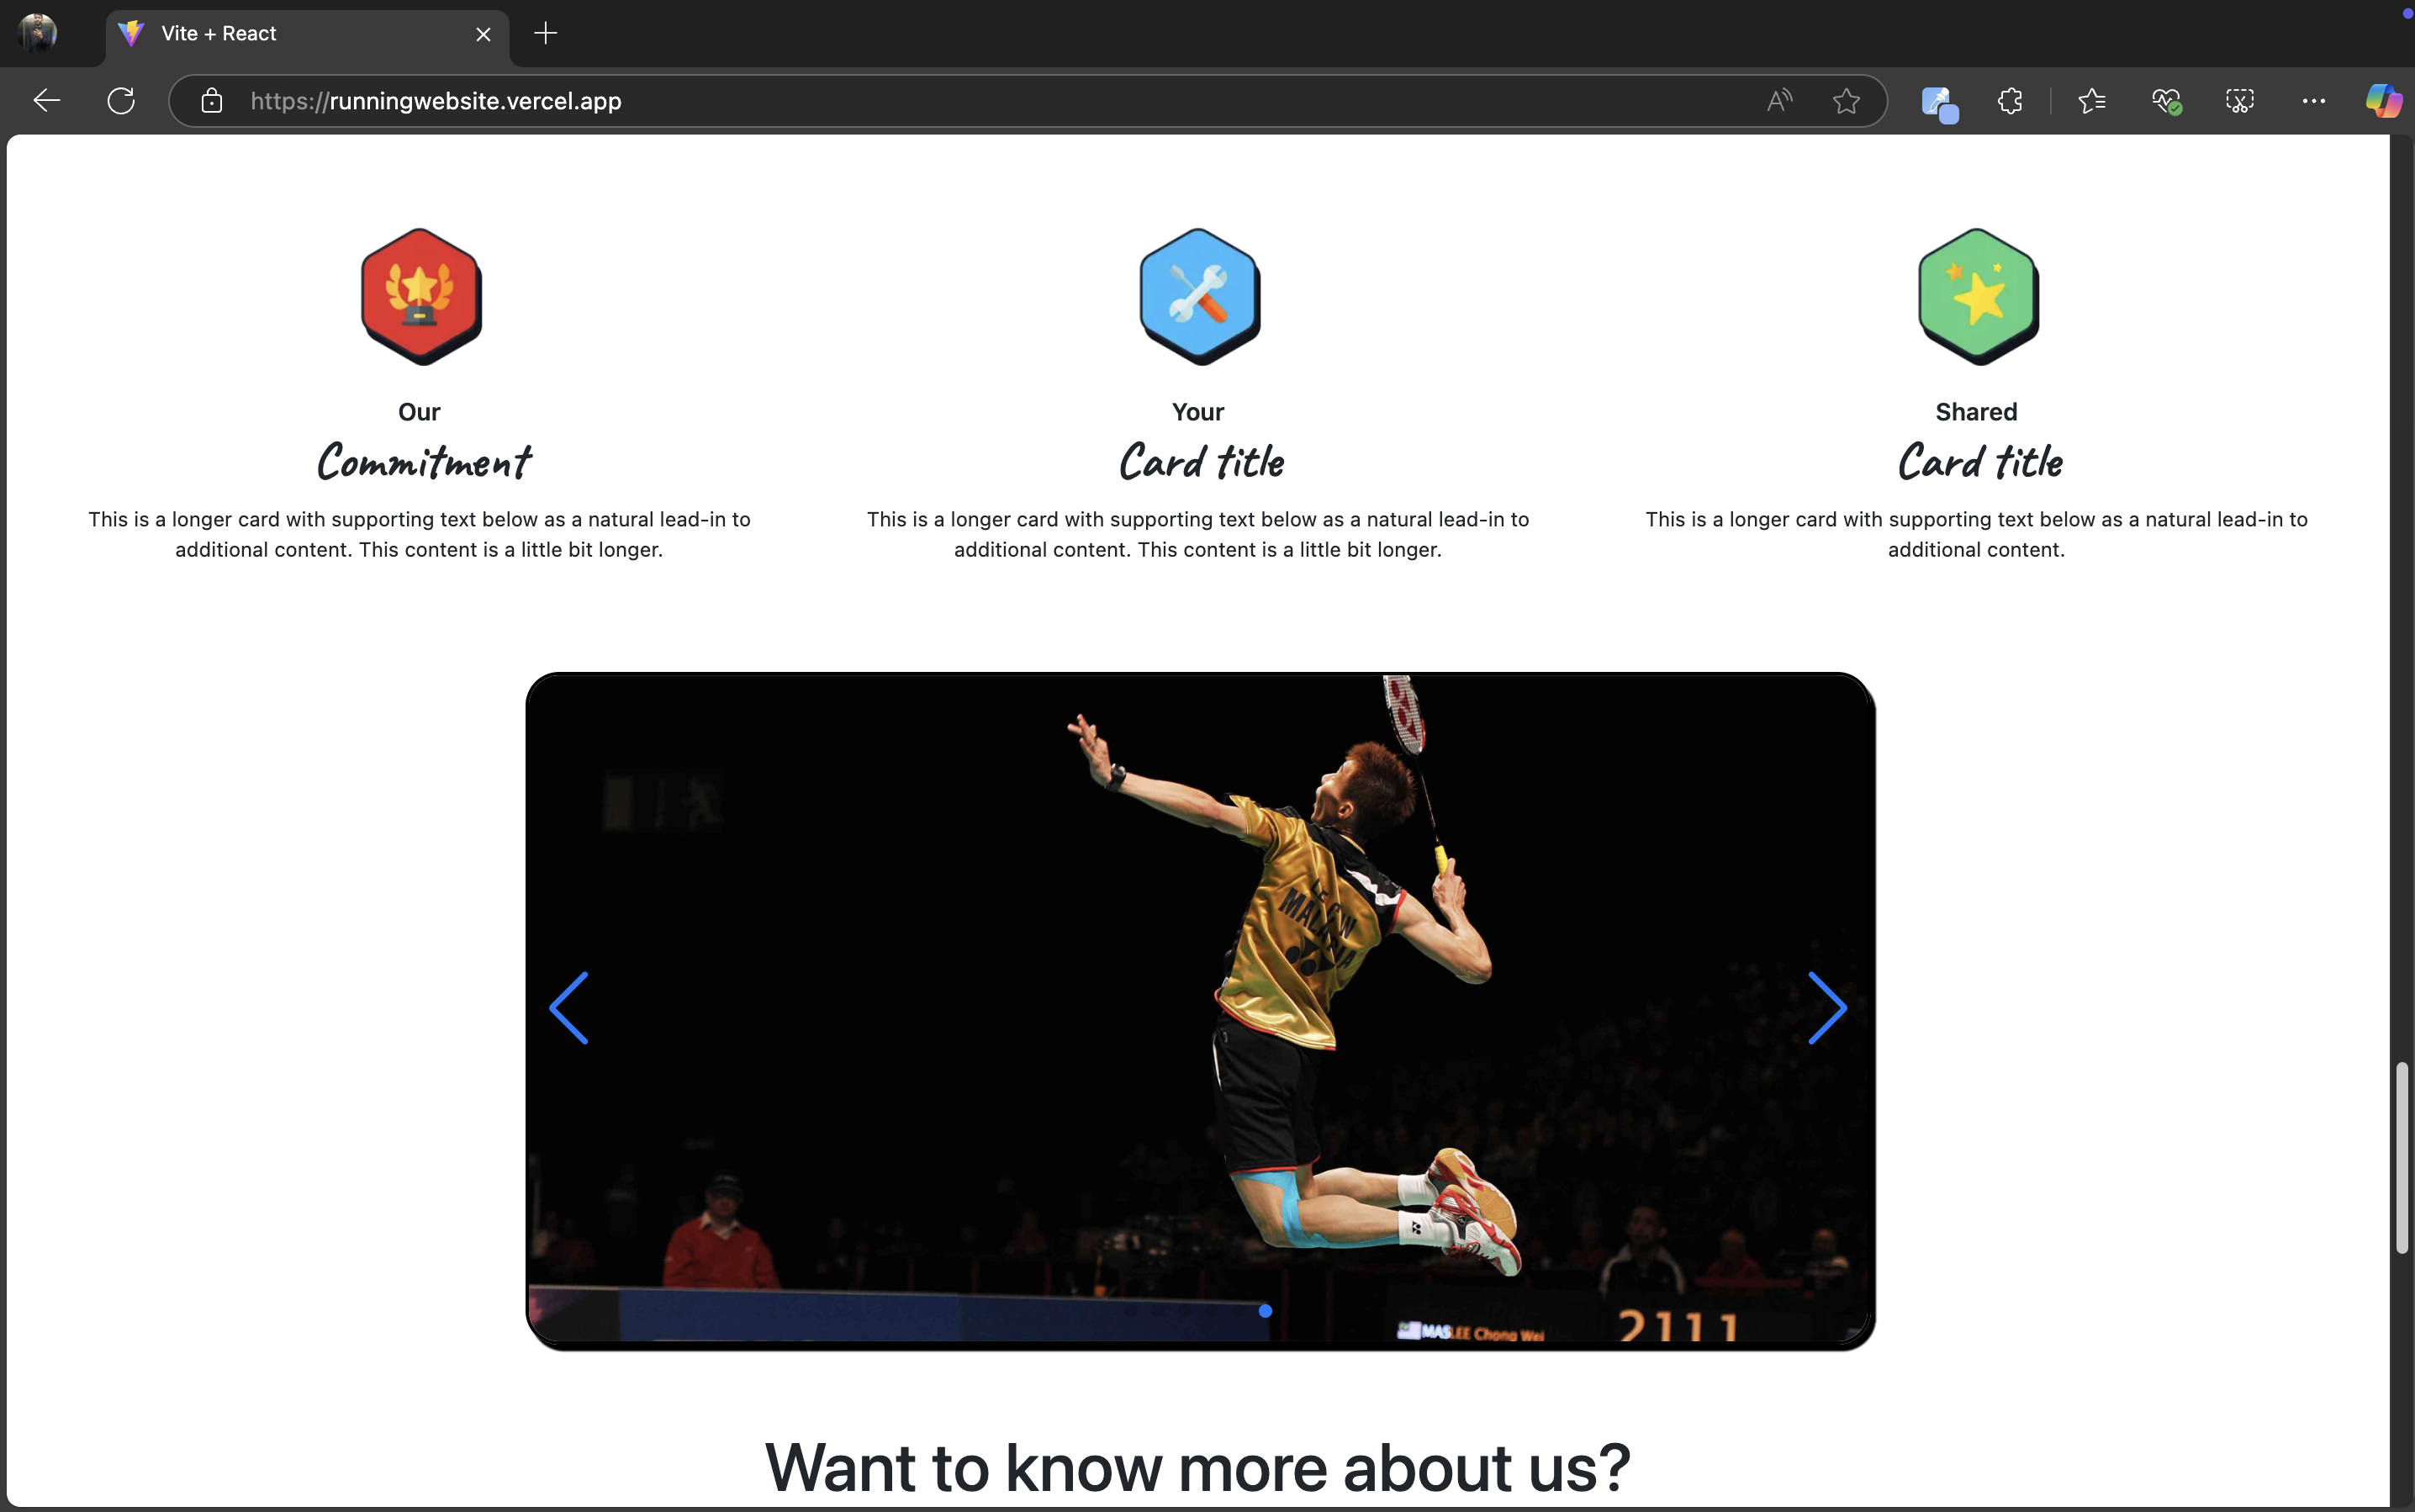 Vite + React
https://runningwebsite.vercel.app
Our
Your
Shared
Commitment
Card title
Card title
This is a longer card with supporting text below as a natural lead-in to
additional content. This content is a little bit longer.
This is a longer card with supporting text below as a natural lead-in to
additional content. This content is a little bit longer.
This is a longer card with supporting text below as a natural lead-in to
additional content.
MALAYSIA
MAS LEE Chong Wei
2111
Want to know more about us?